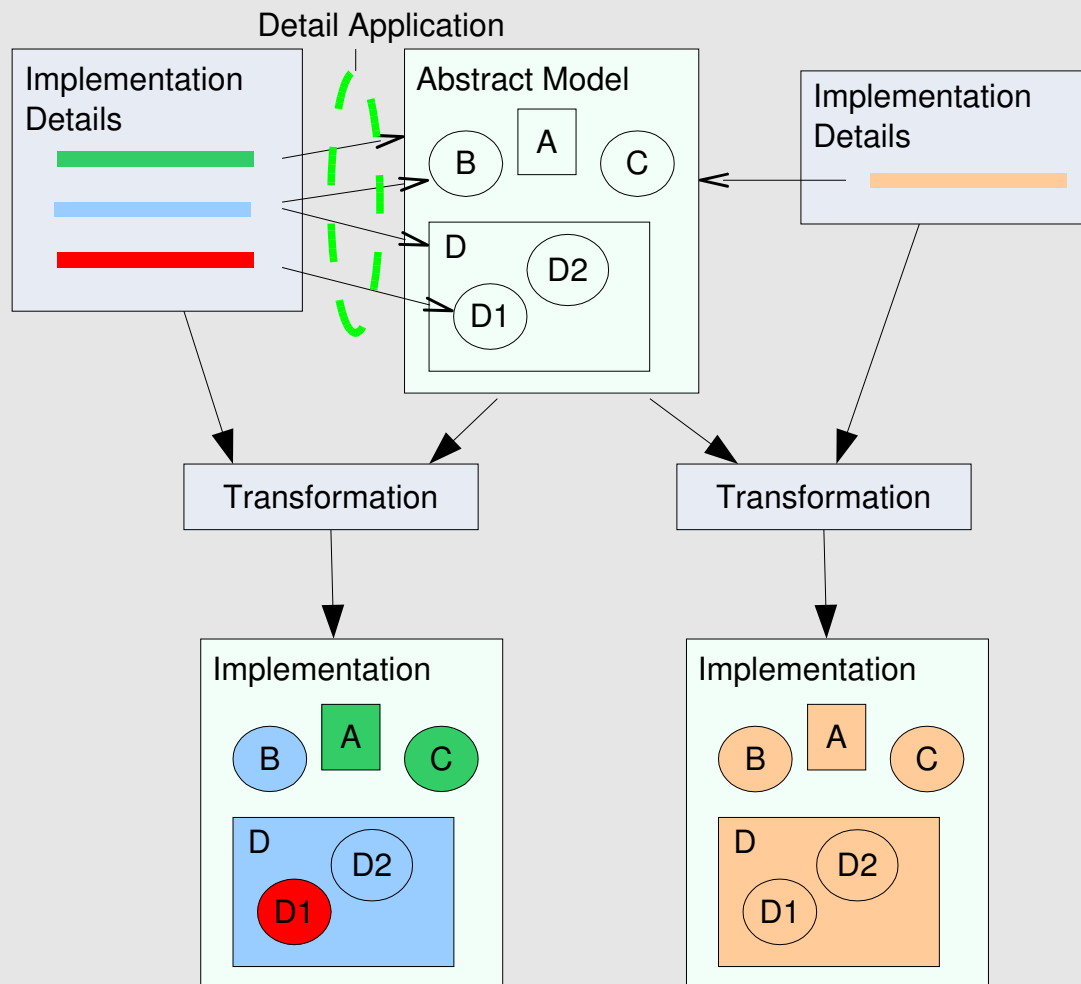 Detail Application
Implementation
Details
Abstract Model
A
B
C
D
D2
D1
Implementation
Details
Transformation
Transformation
Implementation
A
B
C
D
D2
D1
Implementation
A
B
C
D
D2
D1